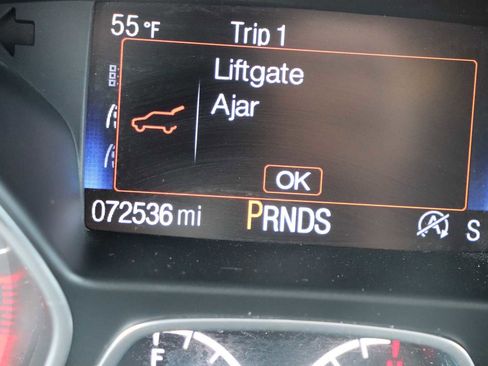 55°F Trip 1
Liftgate
Ajar
OK
072536 mi PRNDS
A S
F H